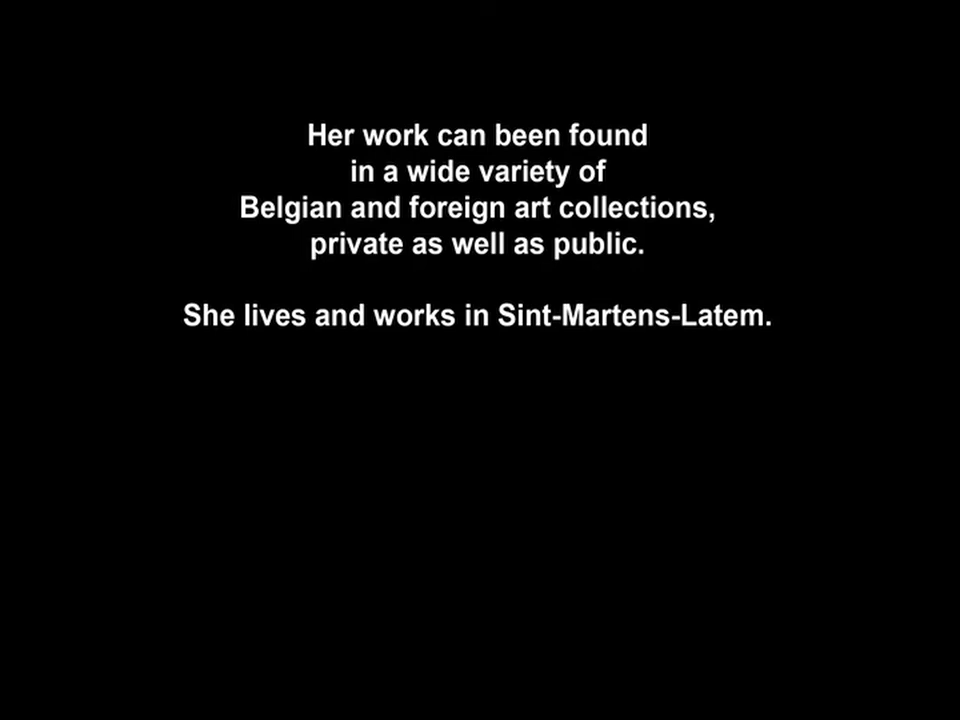 Her work can been found
in a wide variety of
Belgian and foreign art collections,
private as well as public.
She lives and works in Sint-Martens-Latem.